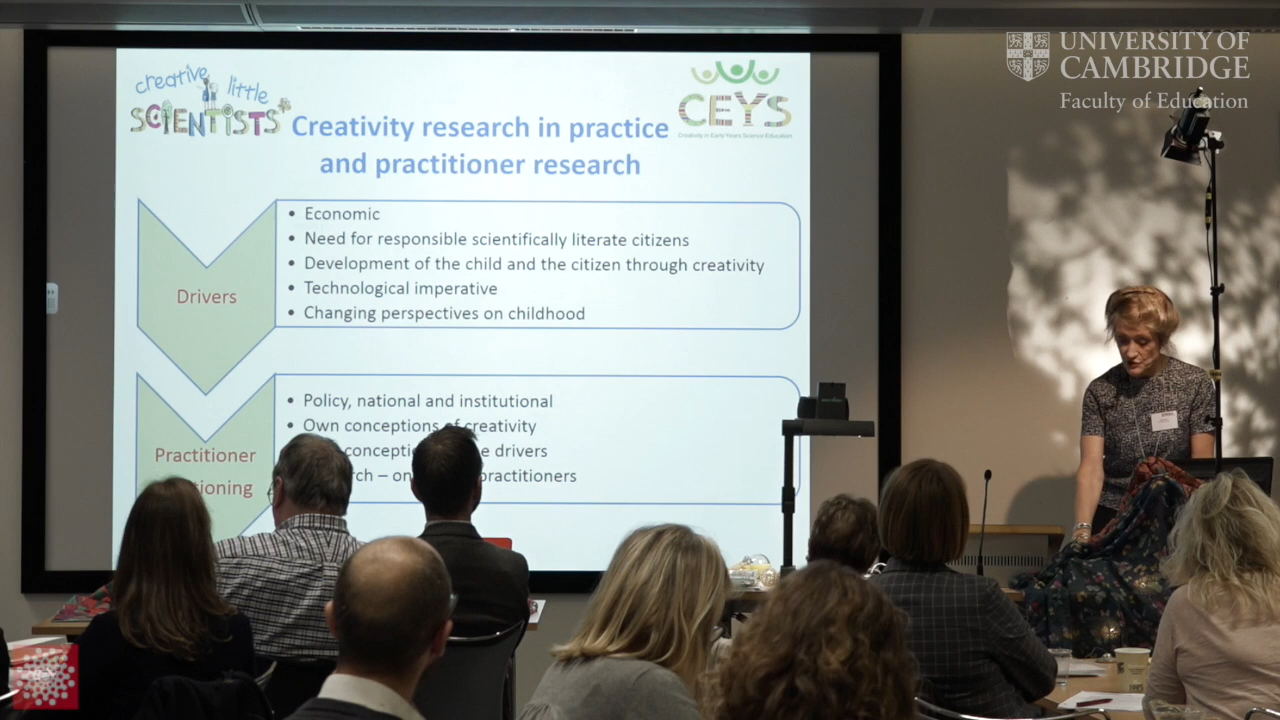 UNIVERSITY OF
CAMBRIDGE
Faculty of Education
creative little
SCIENTISTS
CEYS
Creativity in Early Years Science Education
Creativity research in practice
and practitioner research
Drivers
• Economic
• Need for responsible scientifically literate citizens
• Development of the child and the citizen through creativity
• Technological imperative
• Changing perspectives on childhood
Practitioner
• Policy, national and institutional
• Own conceptions of creativity
drivers
practitioners